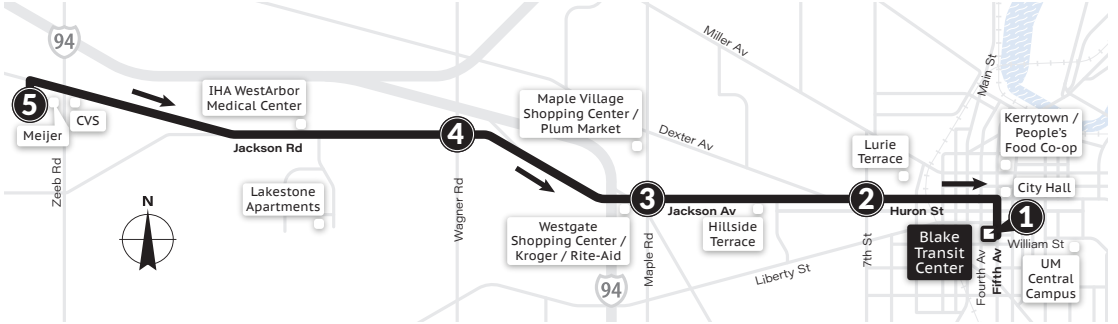 94
5
Meijer
CVS
Zeeb Rd
IHA WestArbor
Medical Center
Jackson Rd
Lakestone
Apartments
N
4
Wagner Rd
Maple Village
Shopping Center /
Plum Market
Westgate
Shopping Center /
Kroger / Rite-Aid
94
3
Maple Rd
Jackson Av
Hillside
Terrace
Miller Av
Dexter Av
Liberty St
Lurie
Terrace
2
7th St
Huron St
Main St
Kerrytown /
People's
Food Co-op
City Hall
1
Blake
Transit
Center
Fourth Av
Fifth Av
William St
UM
Central
Campus